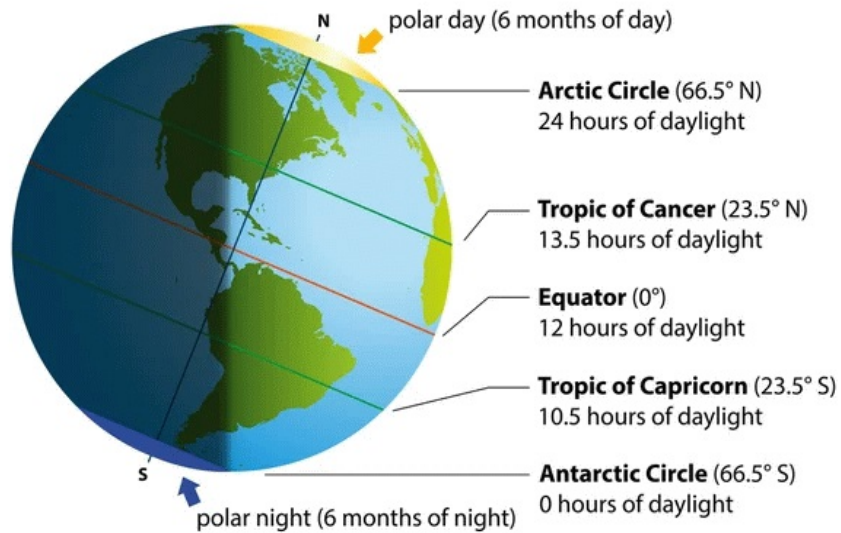 N
polar day (6 months of day)
Arctic Circle (66.5° N)
24 hours of daylight
Tropic of Cancer (23.5° N)
13.5 hours of daylight
Equator (0°)
12 hours of daylight
Tropic of Capricorn (23.5° S)
10.5 hours of daylight
Antarctic Circle (66.5° S)
0 hours of daylight
S
polar night (6 months of night)